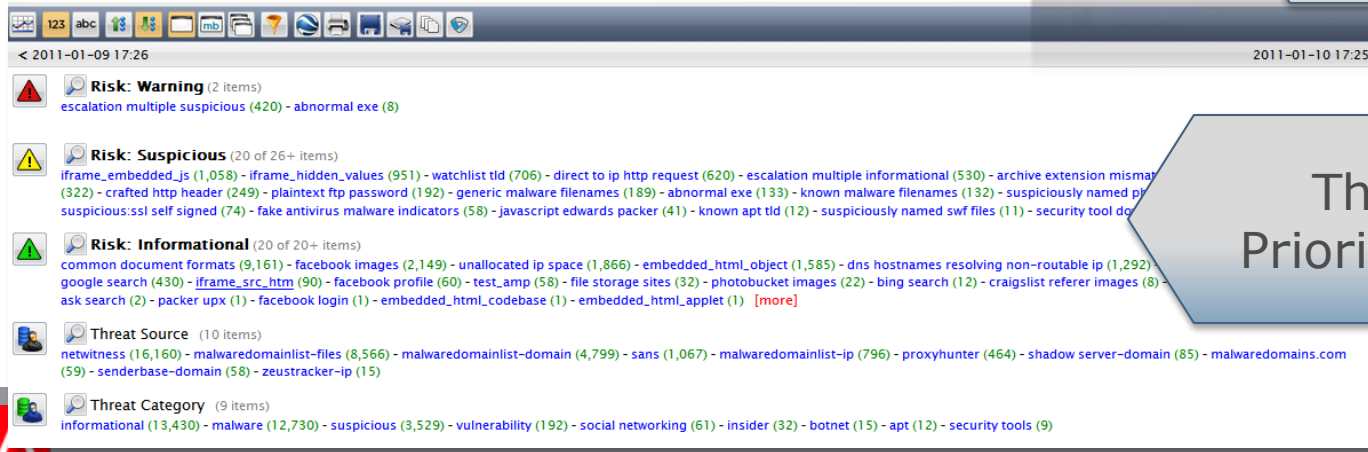 123 abc mb
< 2011-01-09 17:26 2011-01-10 17:25
Risk: Warning (2 items)
escalation multiple suspicious (420) - abnormal exe (8)
Risk: Suspicious (20 of 26+ items)
iframe_embedded_js (1,058) - iframe_hidden_values (951) - watchlist tld (706) - direct to ip http request (620) - escalation multiple informational (530) - archive extension
(322) - crafted http header (249) - plaintext ftp password (192) - generic malware filenames (189) - abnormal exe (133) - known malware filenames (132) - suspiciously named
suspicious:ssl self signed (74) - fake antivirus malware indicators (58) - javascript edwards packer (41) - known apt tld (12) - suspiciously named swf files (11) - security tool
Risk: Informational (20 of 20+ items)
common document formats (9,161) - facebook images (2,149) - unallocated ip space (1,866) - embedded_html_object (1,585) - dns hostnames resolving non-routable ip (1,292) -
google search (430) - iframe_src_htm (90) - facebook profile (60) - test_amp (58) - file storage sites (32) - photobucket images (22) - bing search (12) - craigslist referer images (8) -
ask search (2) - packer upx (1) - facebook login (1) - embedded_html_codebase (1) - embedded_html_applet (1) [more]
Threat Source (10 items)
netwitness (16,160) - malwaredomainlist-files (8,566) - malwaredomainlist-domain (4,799) - sans (1,067) - malwaredomainlist-ip (796) - proxyhunter (464) - shadow server-domain (85) - malwaredomains.com
(59) - senderbase-domain (58) - zeustracker-ip (15)
Threat Category (9 items)
informational (13,430) - malware (12,730) - suspicious (3,529) - vulnerability (192) - social networking (61) - insider (32) - botnet (15) - apt (12) - security tools (9)